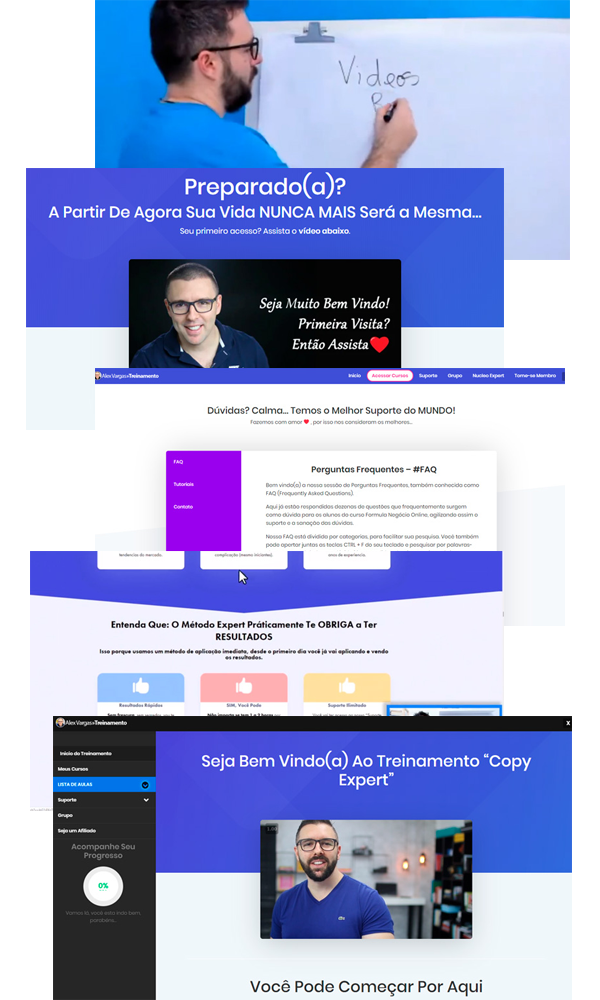 Videos
Preparado(a)?
A Partir De Agora Sua Vida NUNCA MAIS Será a Mesma...
Seu primeiro acesso? Assista o vídeo abaixo.
Seja Muito Bem Vindo!
Primeira Visita?
Então Assista
Alex Vargas Treinamento
Início Acessar Cursos Suporte Grupo Nucleo Expert Torne-se Membro
Dúvidas? Calma... Temos o Melhor Suporte do MUNDO!
Fazemos com amor , por isso nos consideram os melhores...
FAQ
Tutoriais
Contato
Perguntas Frequentes – #FAQ
Bem vindo(a) a nossa sessão de Perguntas Frequentes, também conhecida como
FAQ (Frequently Asked Questions).
Aqui já estão respondidas dezenas de questões que frequentemente surgem
como dúvida para os alunos do curso Formula Negócio Online, agilizando assim o
suporte e a sanação das dúvidas.
Nossa FAQ está dividida por categorias, para facilitar sua pesquisa. Você também
pode apertar juntas as teclas CTRL + F do seu teclado e pesquisar por palavras-
tendencias do mercado.
complicação (mesmo iniciantes).
anos de experiencia.
Entenda Que: O Método Expert Práticamente Te OBRIGA a Ter
RESULTADOS
Isso porque usamos um método de aplicação imediata, desde o primeiro dia você já vai aplicando e vendo
os resultados.
Resultados Rápidos
SIM, Você Pode
Suporte Ilimitado
Alex Vargas Treinamento
X
Início do Treinamento
Meus Cursos
LISTA DE AULAS
Suporte
Grupo
Seja um Afiliado
Acompanhe Seu
Progresso
0%
Vamos lá, você esta indo bem,
parabéns...
Seja Bem Vindo(a) Ao Treinamento “Copy
Expert”
Você Pode Começar Por Aqui